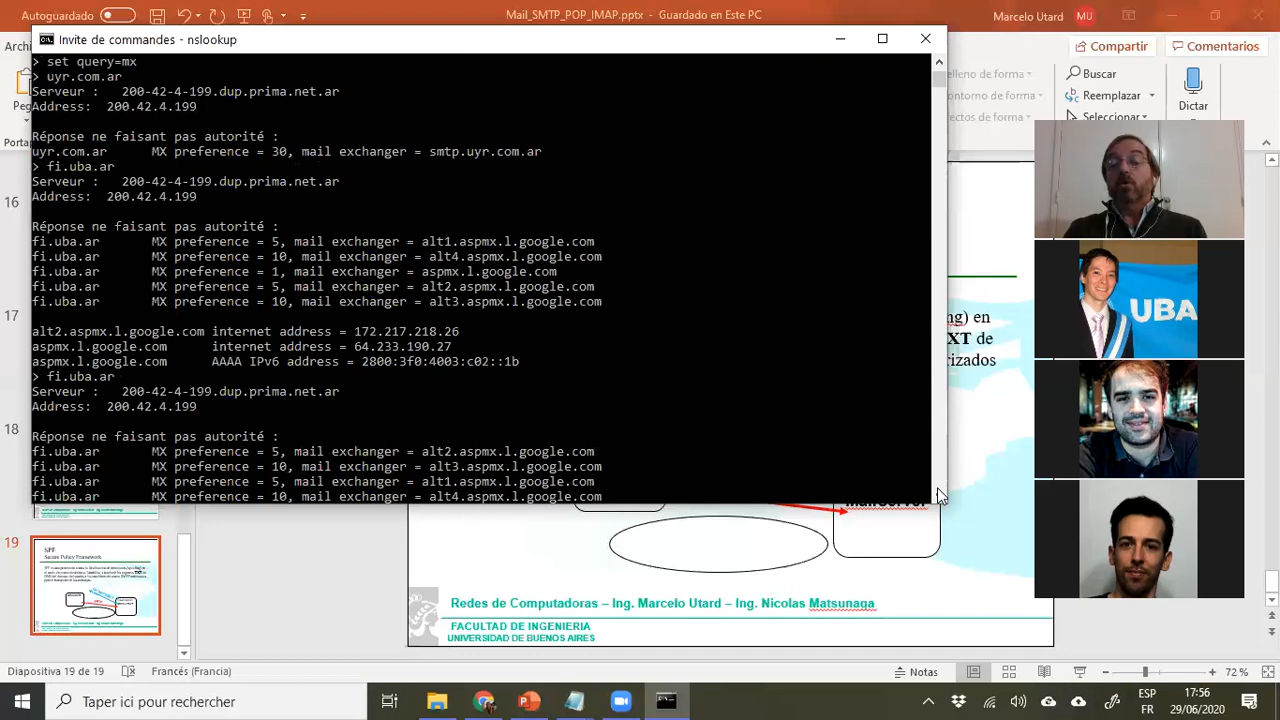 Autoguardado
Mail_SMTP_POP_IMAP.pptx - Guardado en Este PC
Marcelo Utard MU
Invite de commandes - nslookup
Compartir
Comentarios
Buscar
Reemplazar
Seleccionar
Dictar
> set query=mx
> uyr.com.ar
Serveur : 200-42-4-199.dup.prima.net.ar
Address: 200.42.4.199
Réponse ne faisant pas autorité :
uyr.com.ar MX preference = 30, mail exchanger = smtp.uyr.com.ar
> fi.uba.ar
Serveur : 200-42-4-199.dup.prima.net.ar
Address: 200.42.4.199
Réponse ne faisant pas autorité :
fi.uba.ar MX preference = 5, mail exchanger = alt1.aspmx.l.google.com
fi.uba.ar MX preference = 10, mail exchanger = alt4.aspmx.l.google.com
fi.uba.ar MX preference = 1, mail exchanger = aspmx.l.google.com
fi.uba.ar MX preference = 5, mail exchanger = alt2.aspmx.l.google.com
fi.uba.ar MX preference = 10, mail exchanger = alt3.aspmx.l.google.com
alt2.aspmx.l.google.com internet address = 172.217.218.26
aspmx.l.google.com internet address = 64.233.190.27
aspmx.l.google.com AAAA IPv6 address = 2800:3f0:4003:c02::1b
> fi.uba.ar
Serveur : 200-42-4-199.dup.prima.net.ar
Address: 200.42.4.199
Réponse ne faisant pas autorité :
fi.uba.ar MX preference = 5, mail exchanger = alt2.aspmx.l.google.com
fi.uba.ar MX preference = 10, mail exchanger = alt3.aspmx.l.google.com
fi.uba.ar MX preference = 5, mail exchanger = alt1.aspmx.l.google.com
fi.uba.ar MX preference = 10, mail exchanger = alt4.aspmx.l.google.com
16
17
18
19
en
TXT de
UBA
SPF
Secure Policy Framework
Redes de Computadoras – Ing. Marcelo Utard – Ing. Nicolas Matsunaga
FACULTAD DE INGENIERIA
UNIVERSIDAD DE BUENOS AIRES
Diapositiva 19 de 19
Francés (Francia)
Notas
72 %
Taper ici pour rechercher
ESP
FR
17:56
29/06/2020